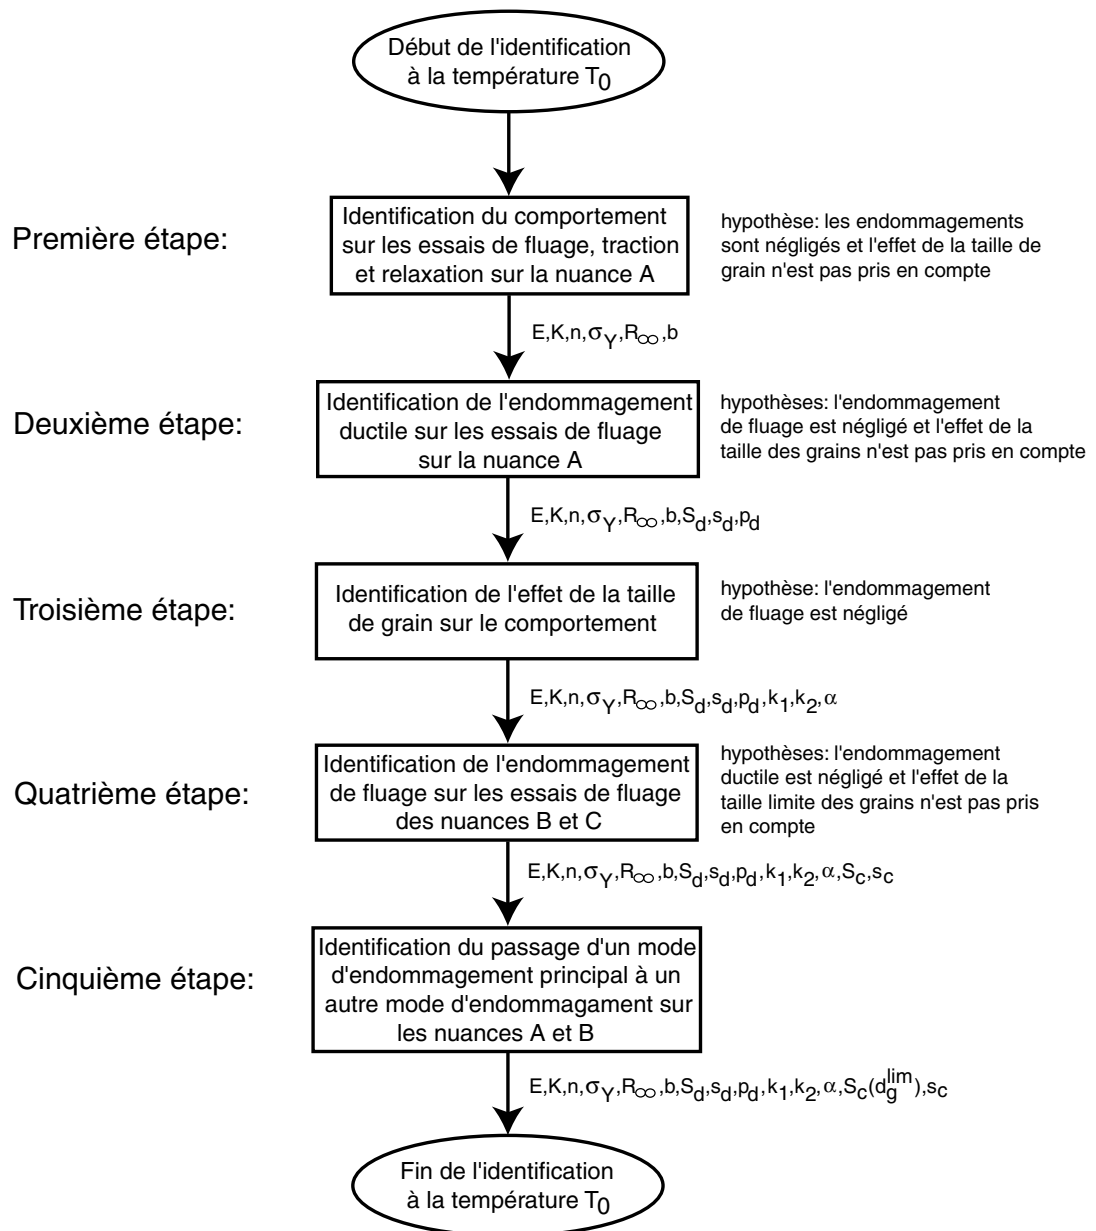 Début de l'identification
à la température T0
Première étape:
Identification du comportement
sur les essais de fluage, traction
et relaxation sur la nuance A
hypothèse: les endommagements
sont négligés et l'effet de la taille de
grain n'est pas pris en compte
E,K,n,σY,R∞,b
Deuxième étape:
Identification de l'endommagement
ductile sur les essais de fluage
sur la nuance A
hypothèses: l'endommagement
de fluage est négligé et l'effet de la
taille des grains n'est pas pris en compte
E,K,n,σY,R∞,b,Sd,sd,pd
Troisième étape:
Identification de l'effet de la taille
de grain sur le comportement
hypothèse: l'endommagement
de fluage est négligé
E,K,n,σY,R∞,b,Sd,sd,pd,k1,k2,α
Quatrième étape:
Identification de l'endommagement
de fluage sur les essais de fluage
des nuances B et C
hypothèses: l'endommagement
ductile est négligé et l'effet de la
taille limite des grains n'est pas pris
en compte
E,K,n,σY,R∞,b,Sd,sd,pd,k1,k2,α,Sc,sc
Cinquième étape:
Identification du passage d'un mode
d'endommagement principal à un
autre mode d'endommagament sur
les nuances A et B
E,K,n,σY,R∞,b,Sd,sd,pd,k1,k2,α,Sc(dglim),sc
Fin de l'identification
à la température T0